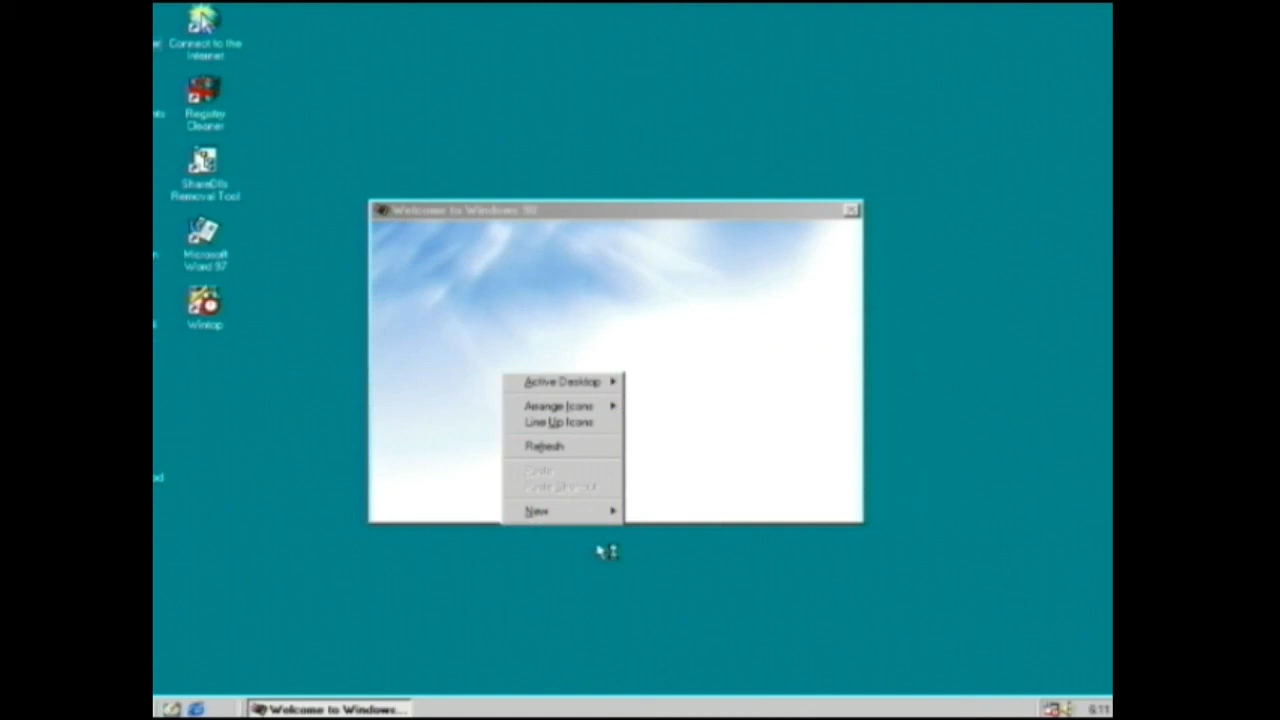 Connect to the
Internet
Registry
Cleaner
ShareDlls
Removal Tool
Microsoft
Word 97
Wintop
Welcome to Windows 98
Active Desktop
Arrange Icons
Line Up Icons
Refresh
Paste
Paste Shortcut
New
Welcome to Windows...
6:11